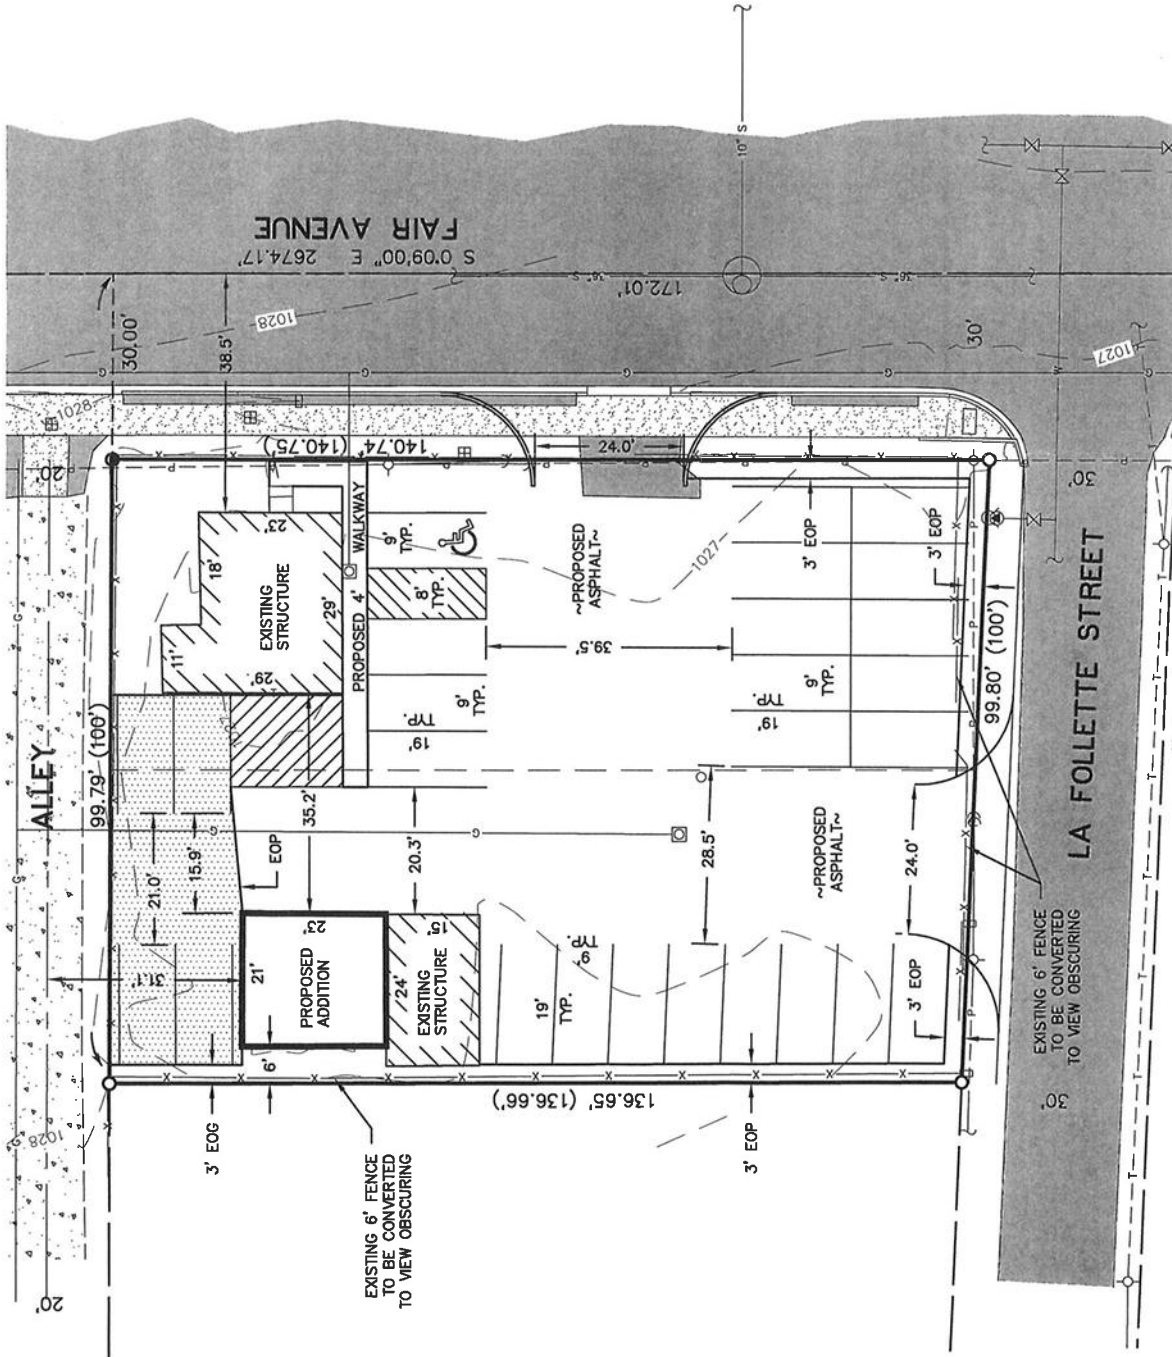 FAIR AVENUE
S 0°09'00" E 2674.17'
172.01'
10" S
36" S
36" S
1028
30.00'
38.5'
30'
1027
W
G
G
G
G
1028
20'
140.74' (140.75)
24.0'
30'
P
P
P
P
ALLEY
99.79' (100')
23'
18'
11'
EXISTING
STRUCTURE
29'
29'
PROPOSED 4' WALKWAY
9'
TYP.
8'
TYP.
~PROPOSED
ASPHALT~
1027
3' EOP
3' EOP
39.5'
9'
TYP.
19'
TYP.
9'
TYP.
19'
TYP.
99.80' (100')
LA FOLLETTE STREET
21.0'
15.9'
EOP
35.2'
20.3'
28.5'
24.0'
~PROPOSED
ASPHALT~
31.1'
21'
23'
PROPOSED
ADDITION
24'
15'
EXISTING
STRUCTURE
9'
TYP.
19'
TYP.
3' EOP
6'
3' EOG
136.65' (136.66')
3' EOP
EXISTING 6' FENCE
TO BE CONVERTED
TO VIEW OBSCURING
EXISTING 6' FENCE
TO BE CONVERTED
TO VIEW OBSCURING
1028
20'
30'
G
G
G
G
T
T
T
T